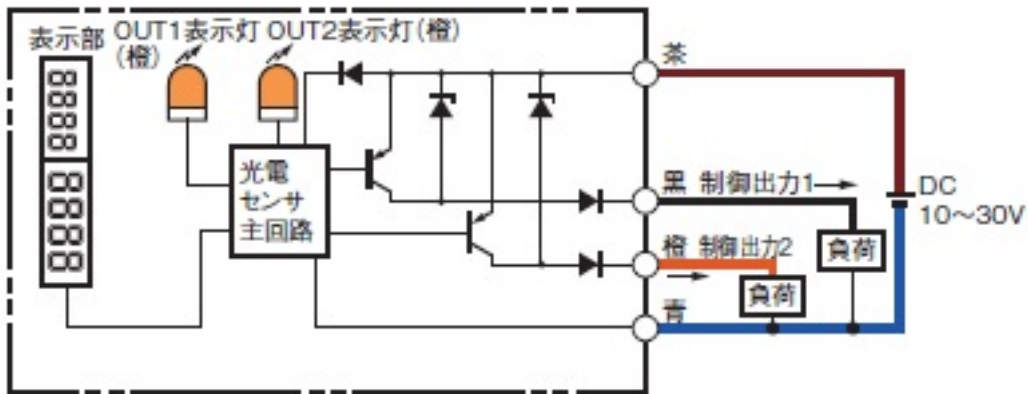 表示部
OUT1表示灯
(橙)
OUT2表示灯(橙)
8888
8888
光電
センサ
主回路
茶
黒 制御出力1
橙 制御出力2
青
負荷
負荷
DC
10～30V